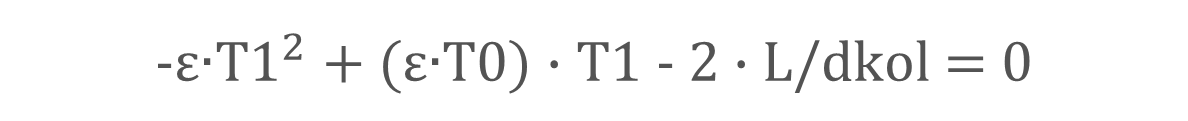 -ε·T1² + (ε·T0) · T1 - 2 · L/dkol = 0